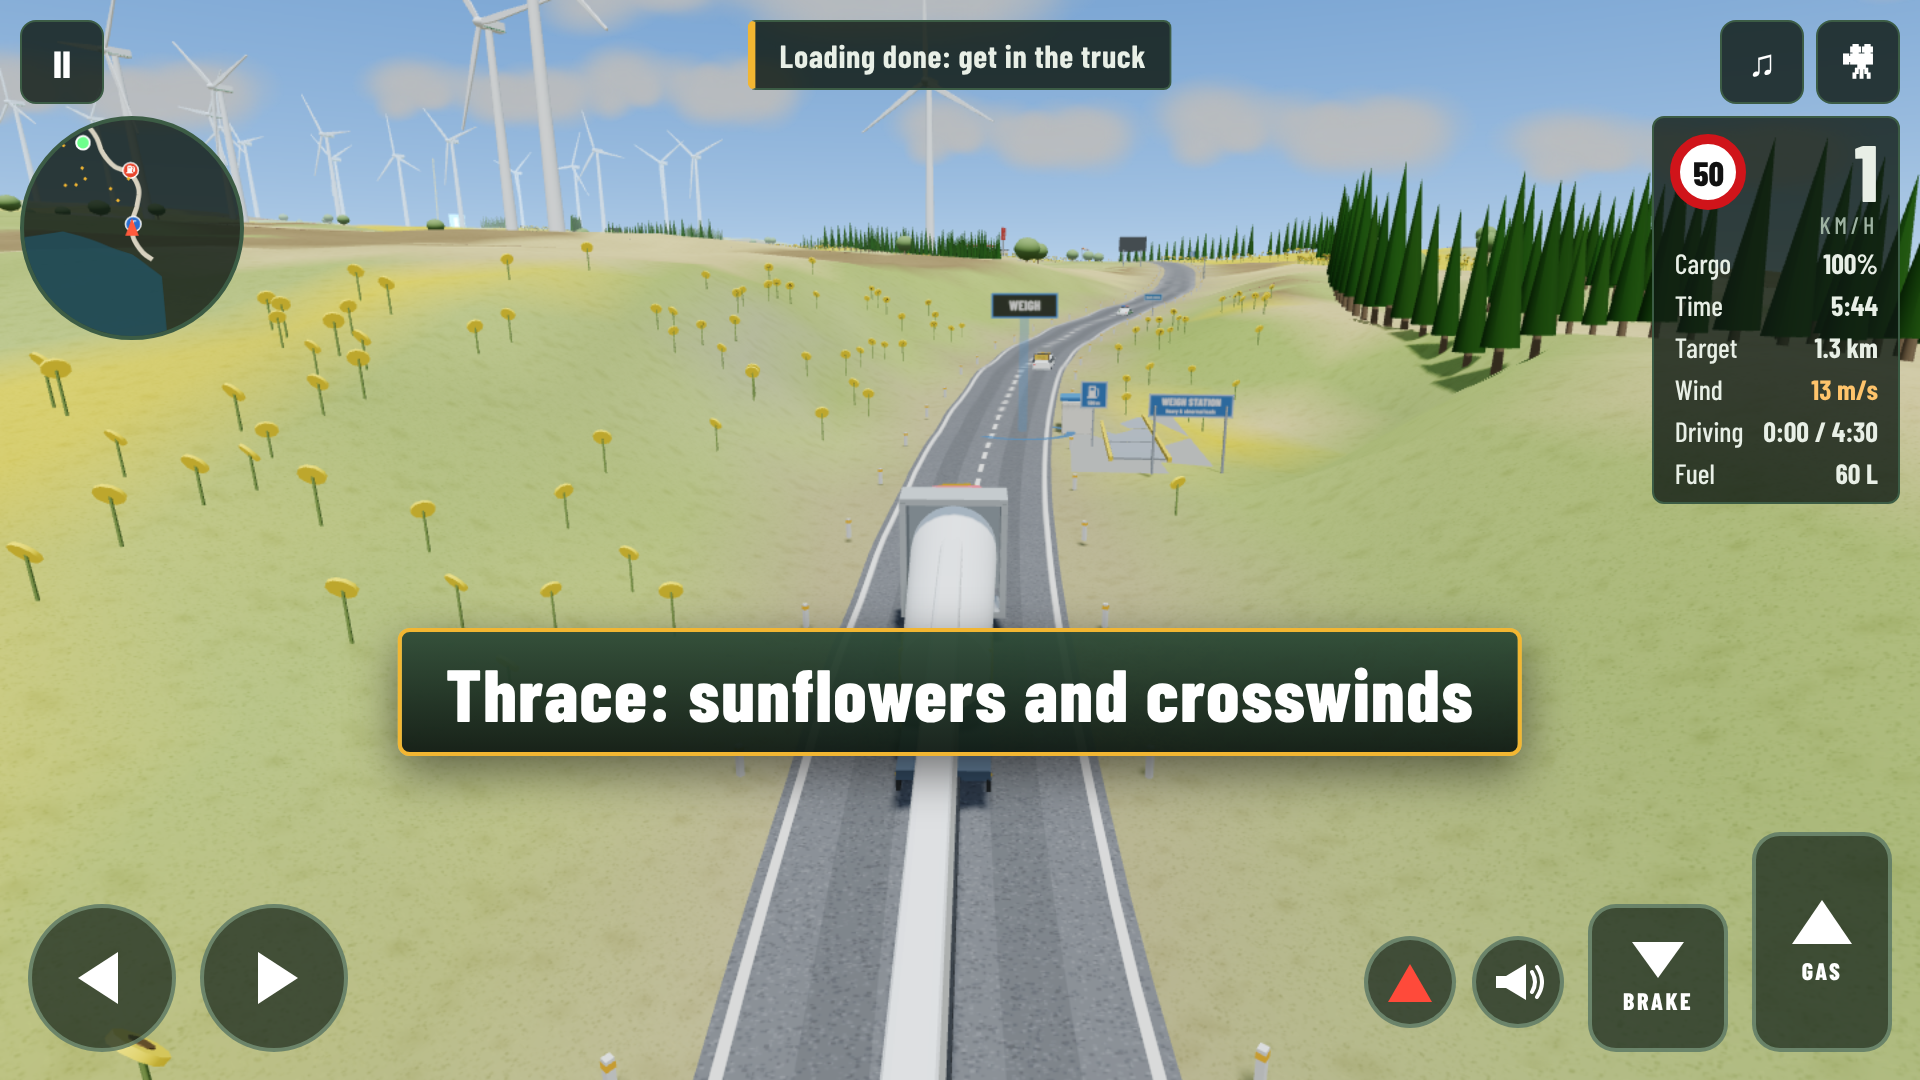 Loading done: get in the truck
50
1
KM/H
Cargo 100%
Time 5:44
Target 1.3 km
Wind 13 m/s
Driving 0:00 / 4:30
Fuel 60 L
WEIGH
WEIGH STATION
Thrace: sunflowers and crosswinds
BRAKE
GAS